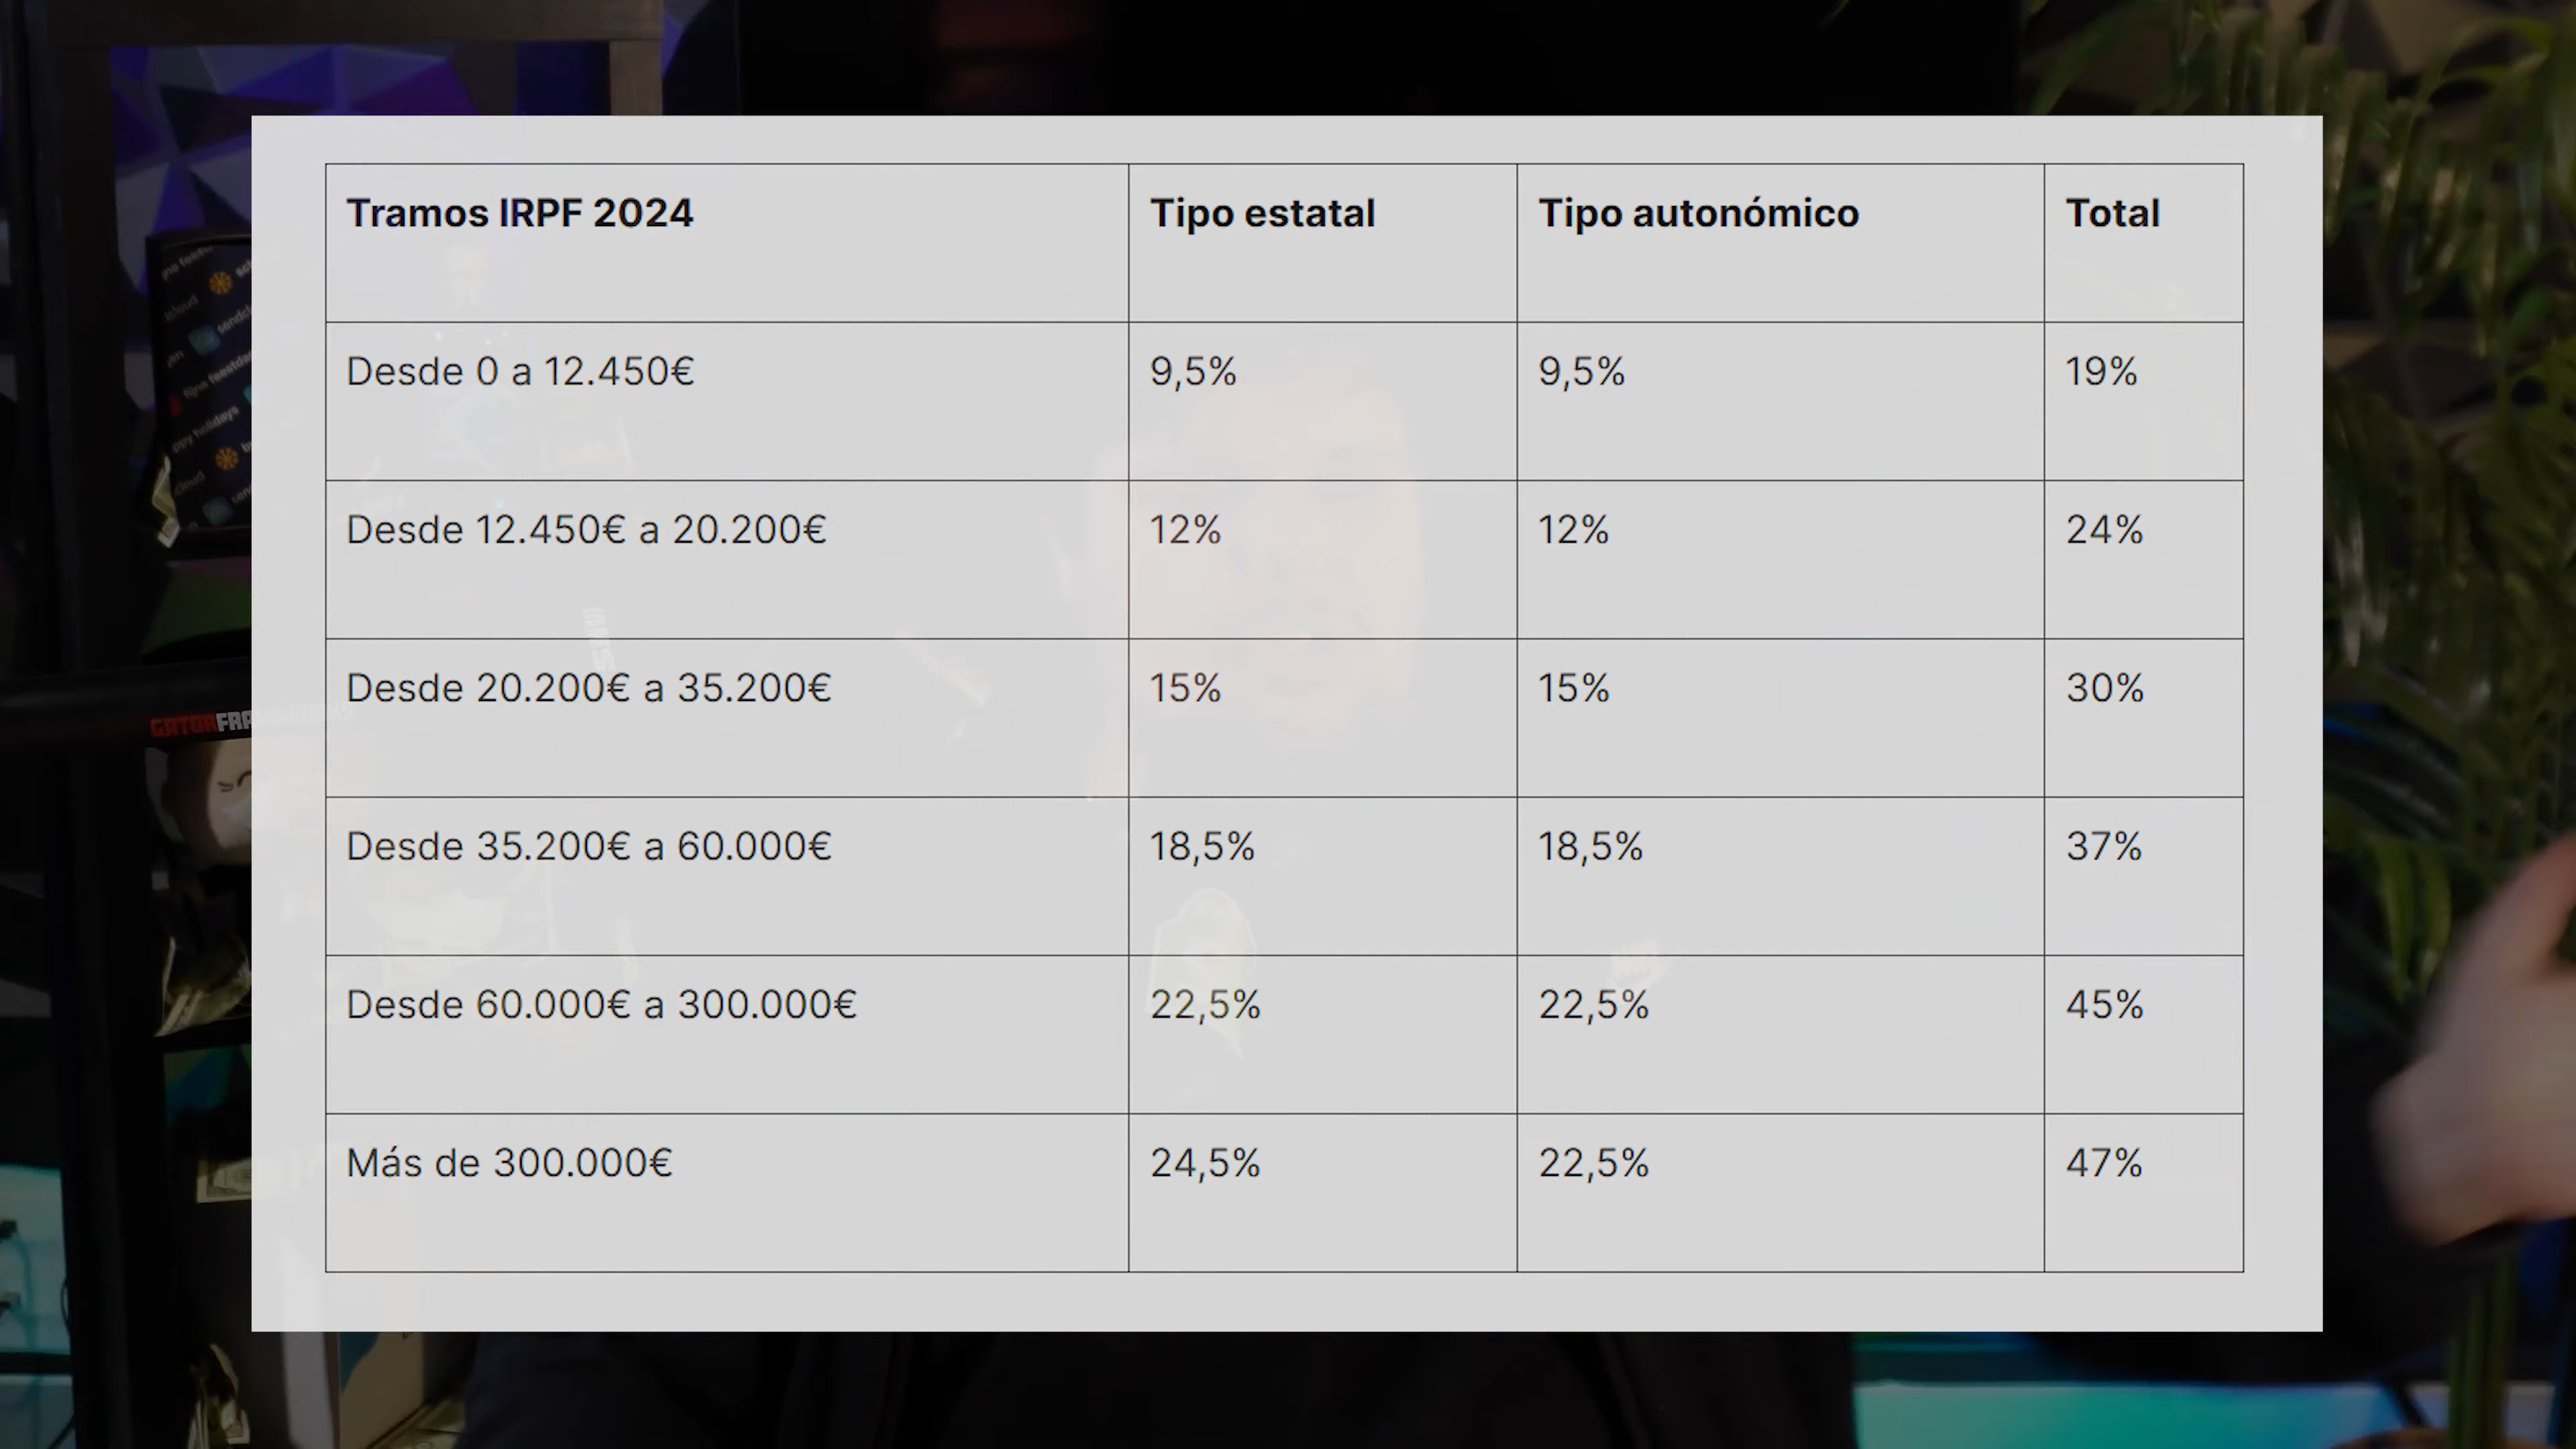 Tramos IRPF 2024 Tipo estatal Tipo autonómico Total
Desde 0 a 12.450€ 9,5% 9,5% 19%
Desde 12.450€ a 20.200€ 12% 12% 24%
Desde 20.200€ a 35.200€ 15% 15% 30%
Desde 35.200€ a 60.000€ 18,5% 18,5% 37%
Desde 60.000€ a 300.000€ 22,5% 22,5% 45%
Más de 300.000€ 24,5% 22,5% 47%